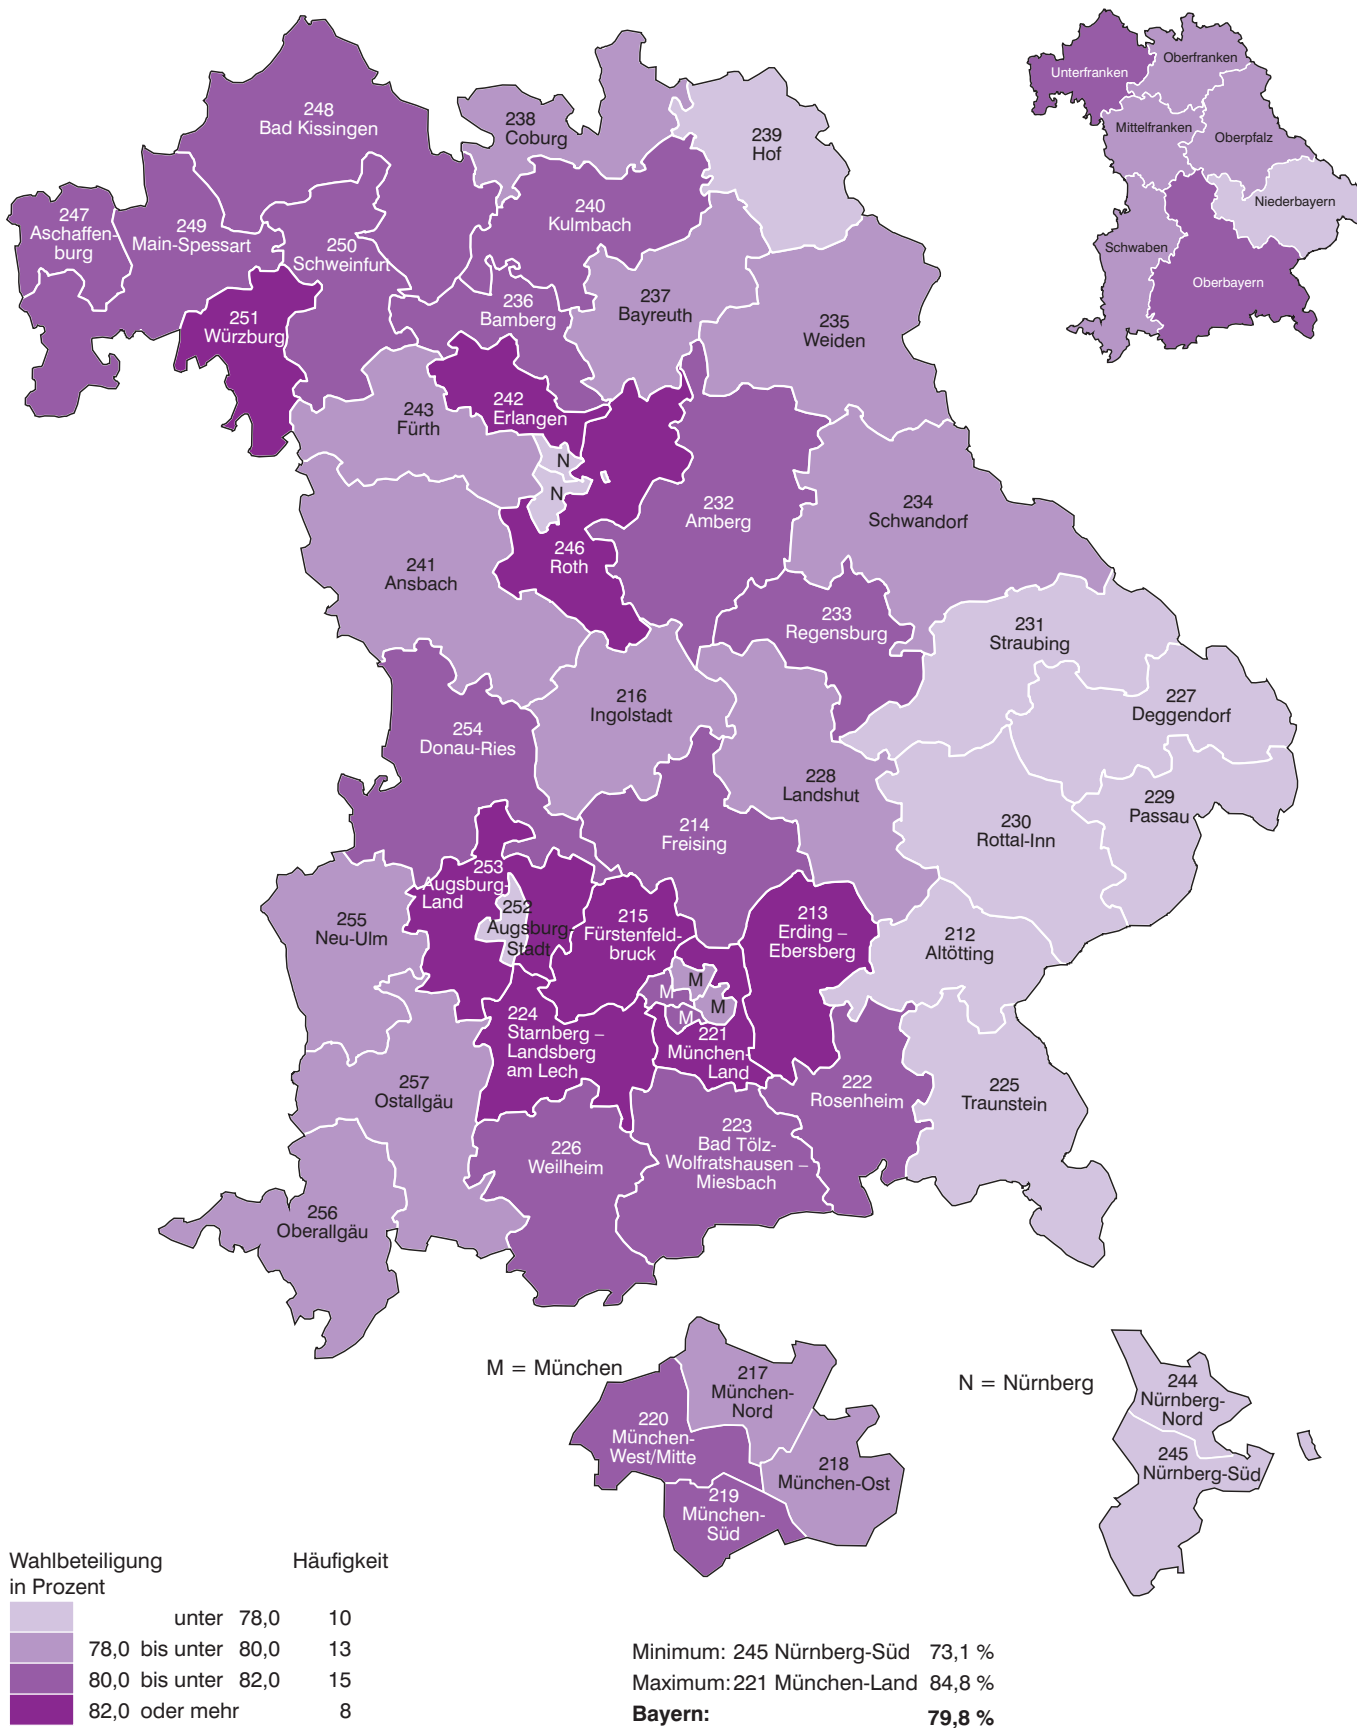 248
Bad Kissingen
238
Coburg
239
Hof
247
Aschaffen-
burg
249
Main-Spessart
250
Schweinfurt
240
Kulmbach
251
Würzburg
236
Bamberg
237
Bayreuth
235
Weiden
243
Fürth
242
Erlangen
N
N
232
Amberg
234
Schwandorf
241
Ansbach
246
Roth
233
Regensburg
231
Straubing
216
Ingolstadt
227
Deggendorf
254
Donau-Ries
228
Landshut
229
Passau
214
Freising
230
Rottal-Inn
253
Augsburg-
Land
252
Augsburg-
Stadt
215
Fürstenfeld-
bruck
213
Erding –
Ebersberg
255
Neu-Ulm
212
Altötting
M
M
M
M
224
Starnberg –
Landsberg
am Lech
221
München-
Land
222
Rosenheim
225
Traunstein
257
Ostallgäu
226
Weilheim
223
Bad Tölz-
Wolfratshausen –
Miesbach
256
Oberallgäu
Unterfranken
Oberfranken
Mittelfranken
Oberpfalz
Niederbayern
Schwaben
Oberbayern
M = München
217
München-
Nord
220
München-
West/Mitte
218
München-Ost
219
München-
Süd
N = Nürnberg
244
Nürnberg-
Nord
245
Nürnberg-Süd
Wahlbeteiligung Häufigkeit
in Prozent
unter 78,0 10
78,0 bis unter 80,0 13
80,0 bis unter 82,0 15
82,0 oder mehr 8
Minimum: 245 Nürnberg-Süd 73,1 %
Maximum: 221 München-Land 84,8 %
Bayern: 79,8 %